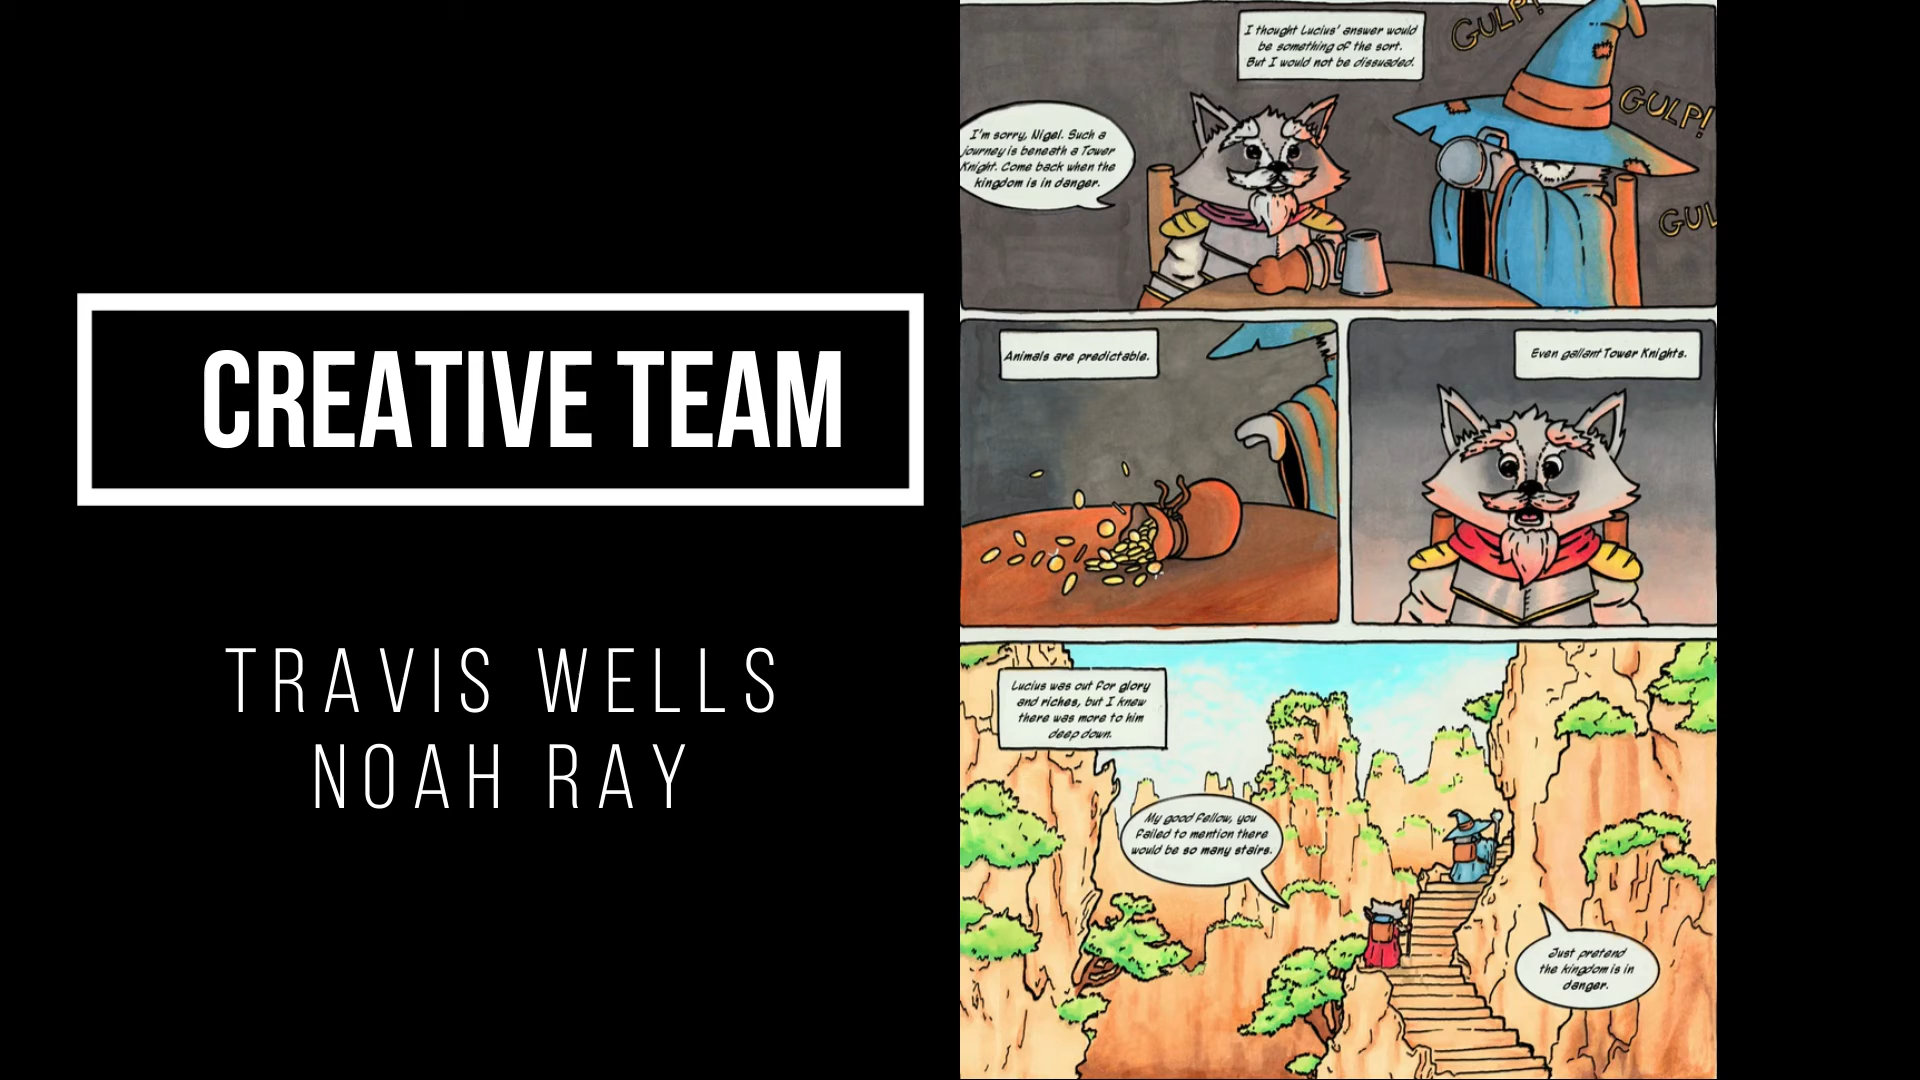 CREATIVE TEAM
TRAVIS WELLS
NOAH RAY
I thought Lucius' answer would
be something of the sort.
But I would not be dissuaded.
GULP!
GULP!
GUL
I'm sorry, Nigel. Such a
journey is beneath a Tower
Knight. Come back when the
kingdom is in danger.
Animals are predictable.
Even gallant Tower Knights.
Lucius was out for glory
and riches, but I knew
there was more to him
deep down.
My good fellow, you
failed to mention there
would be so many stairs.
Just pretend
the kingdom is in
danger.